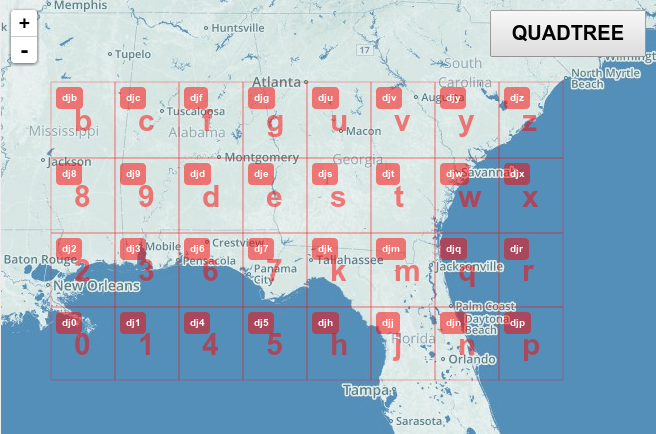 +
-
QUADTREE
Memphis
Huntsville
Tupelo
17
South
Carolina
North Myrtle
Beach
Atlanta
Augusta
djb djc djf djg dju djv djy djz
b c f g u v y z
Tuscaloosa
Mississippi
Alabama
Macon
Jackson
Montgomery
Georgia
dj8 dj9 djd dje djs djt djw djx
8 9 d e s t w x
Savannah
dj2 dj3 dj6 dj7 djk djm djq djr
2 3 6 7 k m q r
Mobile
Crestview
Baton Rouge
Pensacola
Panama
City
Tallahassee
Jacksonville
New Orleans
Palm Coast
dj0 dj1 dj4 dj5 djh djj djn djp
0 1 4 5 h j n p
Daytona
Beach
Florida
Orlando
Tampa
Sarasota